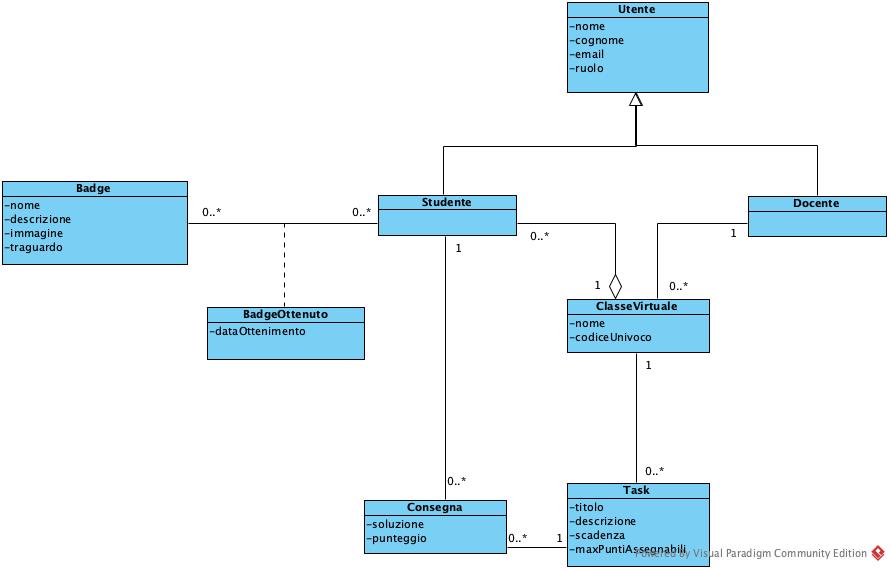 Utente
-nome
-cognome
-email
-ruolo
Badge
-nome
-descrizione
-immagine
-traguardo
0..*
0..*
Studente
0..*
1
Docente
1
1
0..*
ClasseVirtuale
-nome
-codiceUnivoco
BadgeOttenuto
-dataOttenimento
1
0..*
0..*
Consegna
-soluzione
-punteggio
0..*
1
Task
-titolo
-descrizione
-scadenza
-maxPuntiAssegnabili
Powered By Visual Paradigm Community Edition